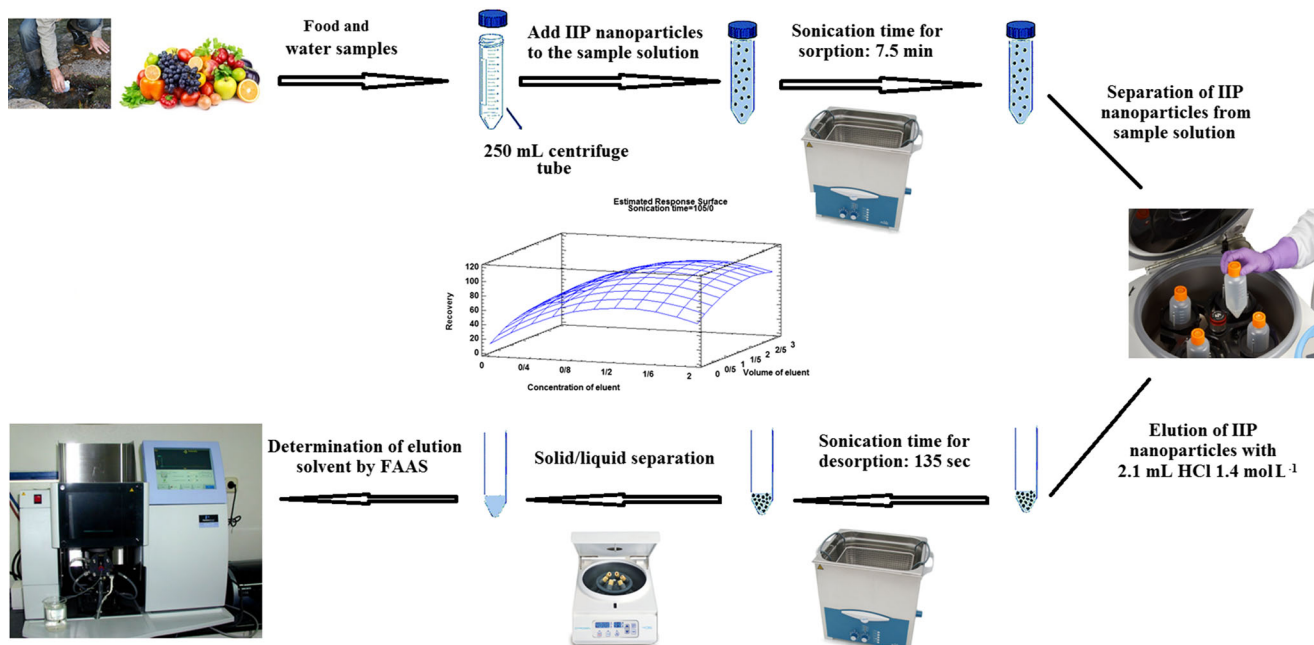 Food and
water samples
Add IIP nanoparticles
to the sample solution
Sonication time for
sorption: 7.5 min
250 mL centrifuge
tube
Separation of IIP
nanoparticles from
sample solution
Estimated Response Surface
Sonication time=105/0
Recovery
120
100
80
60
40
20
0
0
0/4
0/8
1/2
1/6
2
Concentration of eluent
0
0/5
1
1/5
2
2/5
3
Volume of eluent
Elution of IIP
nanoparticles with
2.1 mL HCl 1.4 mol L-1
Sonication time for
desorption: 135 sec
Solid/liquid separation
Determination of elution
solvent by FAAS